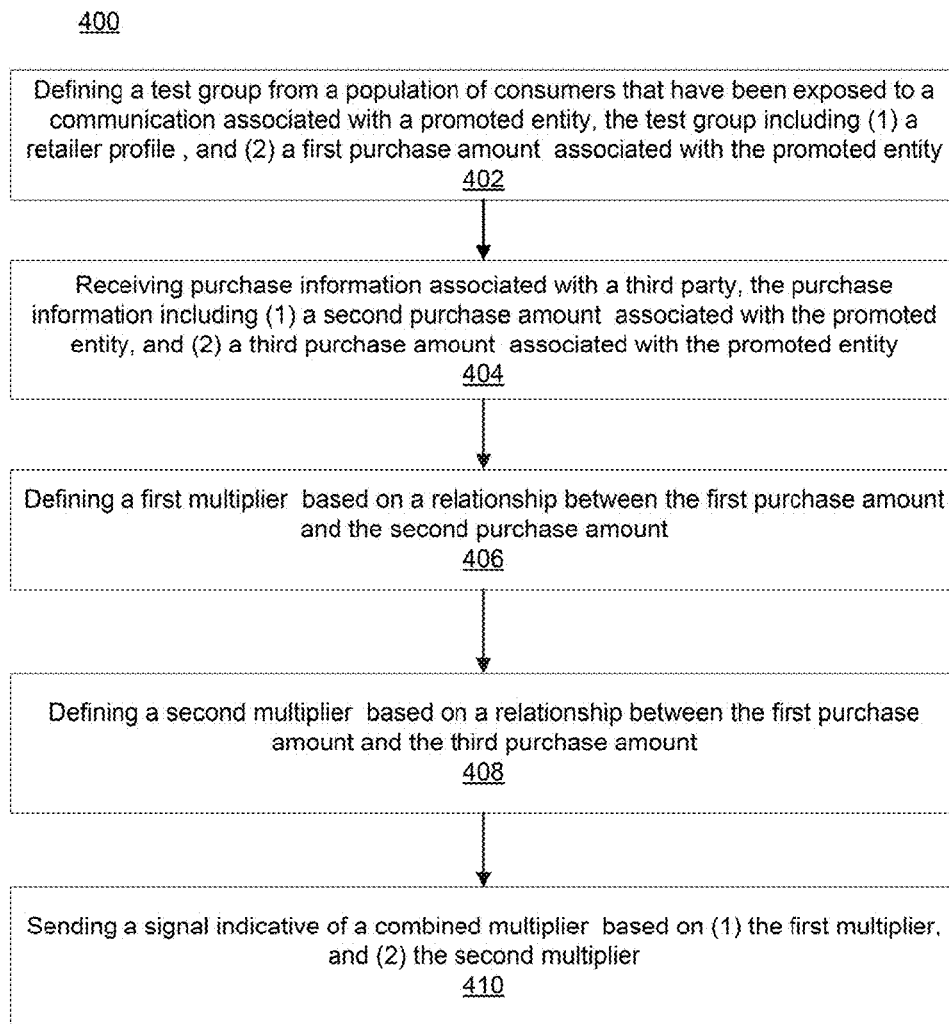 400
Defining a test group from a population of consumers that have been exposed to a
communication associated with a promoted entity, the test group including (1) a
retailer profile , and (2) a first purchase amount associated with the promoted entity
402
Receiving purchase information associated with a third party, the purchase
information including (1) a second purchase amount associated with the promoted
entity, and (2) a third purchase amount associated with the promoted entity
404
Defining a first multiplier based on a relationship between the first purchase amount
and the second purchase amount
406
Defining a second multiplier based on a relationship between the first purchase
amount and the third purchase amount
408
Sending a signal indicative of a combined multiplier based on (1) the first multiplier,
and (2) the second multiplier
410